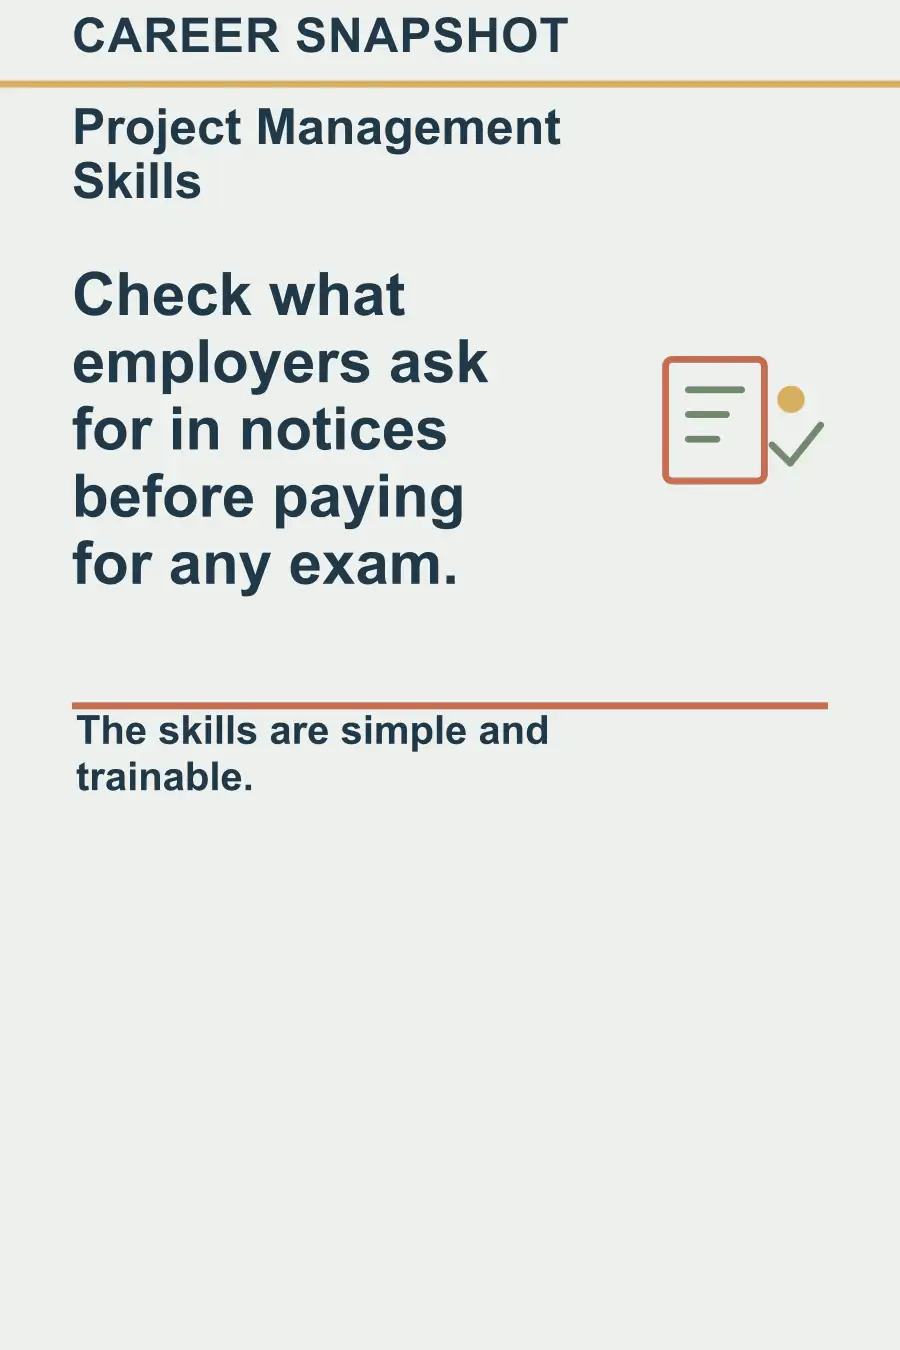 CAREER SNAPSHOT
Project Management
Skills
Check what
employers ask
for in notices
before paying
for any exam.
The skills are simple and
trainable.